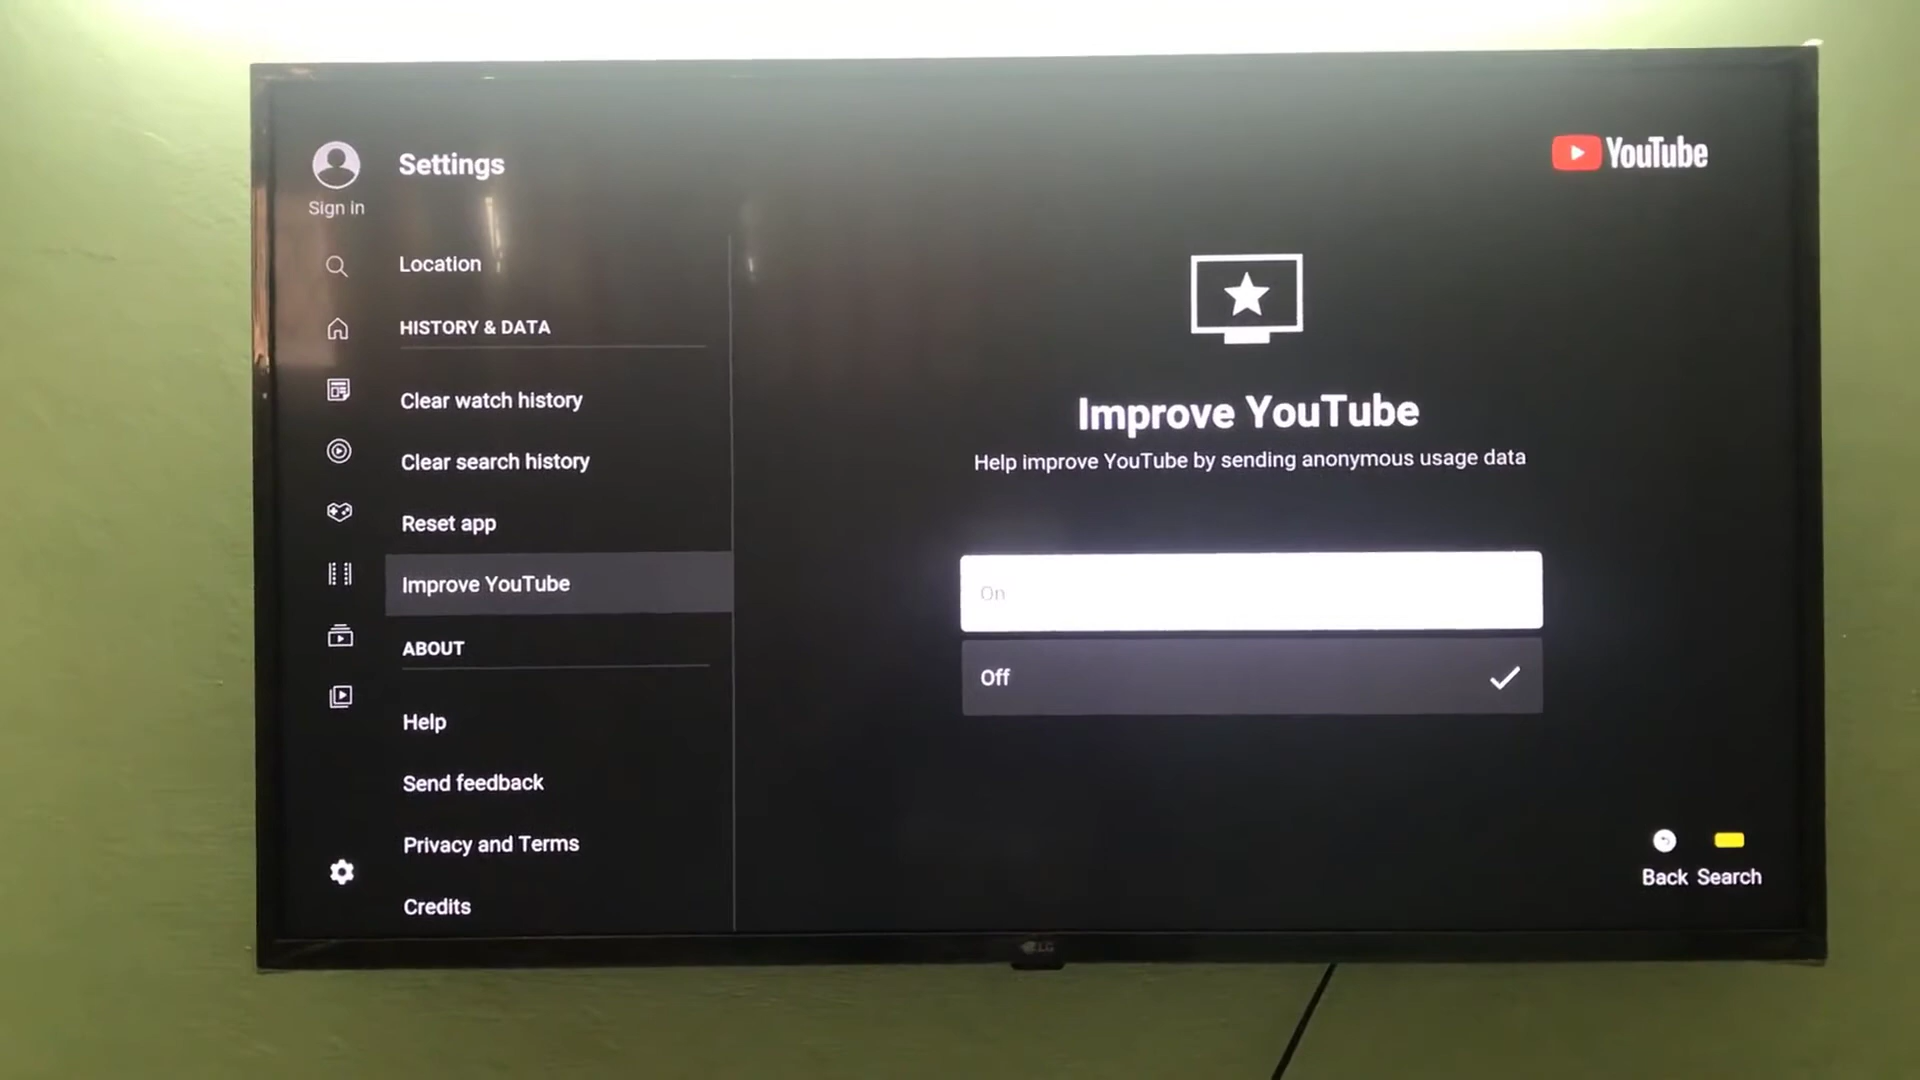 Settings
YouTube
Sign in
Location
HISTORY & DATA
Clear watch history
Clear search history
Reset app
Improve YouTube
ABOUT
Help
Send feedback
Privacy and Terms
Credits
Improve YouTube
Help improve YouTube by sending anonymous usage data
On
Off
Back Search
LG